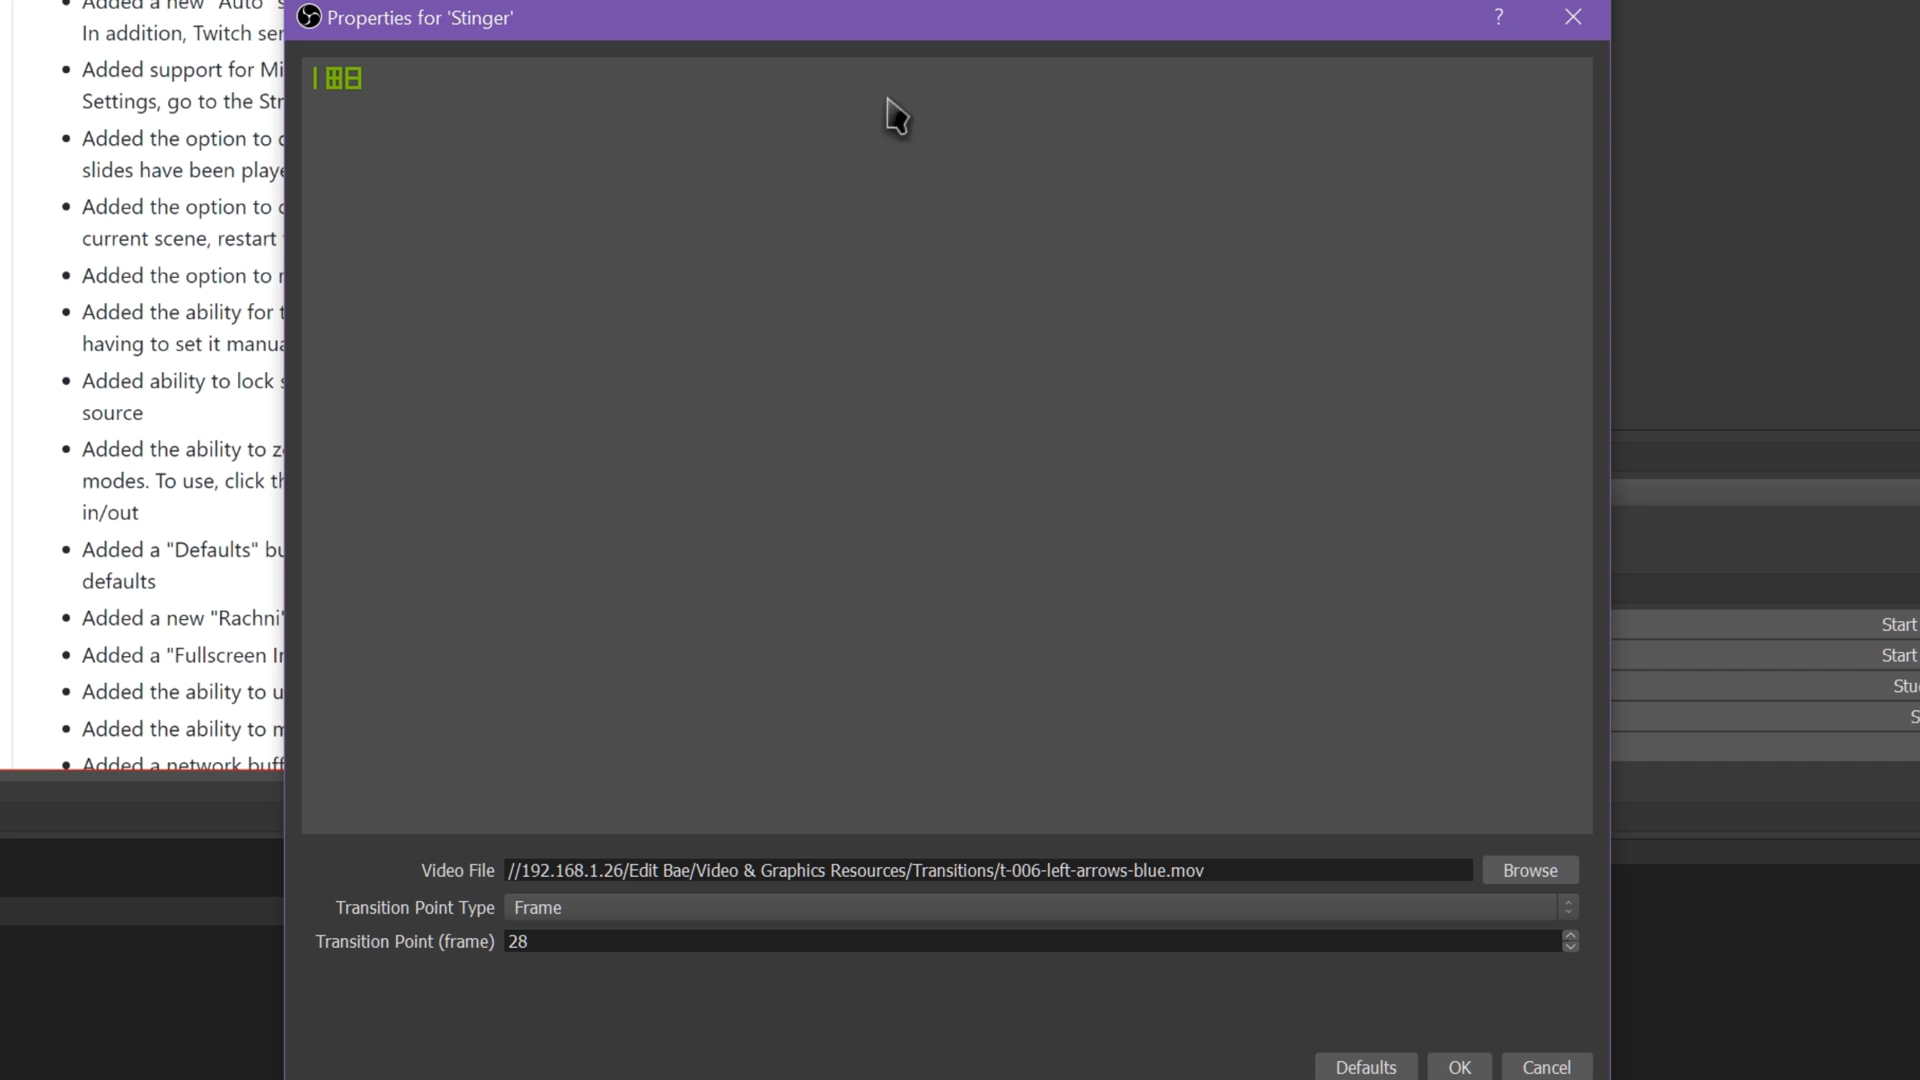 Properties for 'Stinger'
?
In addition, Twitch ser
Added support for Mi
Settings, go to the Str
Added the option to
slides have been playe
Added the option to
current scene, restart
Added the option to
Added the ability for
having to set it manua
Added ability to lock
source
Added the ability to z
modes. To use, click th
in/out
Added a "Defaults" bu
defaults
Added a new "Rachni"
Added a "Fullscreen In
Added the ability to u
Added the ability to m
Added a network buff
Start
Start
Stu
S
Video File //192.168.1.26/Edit Bae/Video & Graphics Resources/Transitions/t-006-left-arrows-blue.mov Browse
Transition Point Type Frame
Transition Point (frame) 28
Defaults OK Cancel